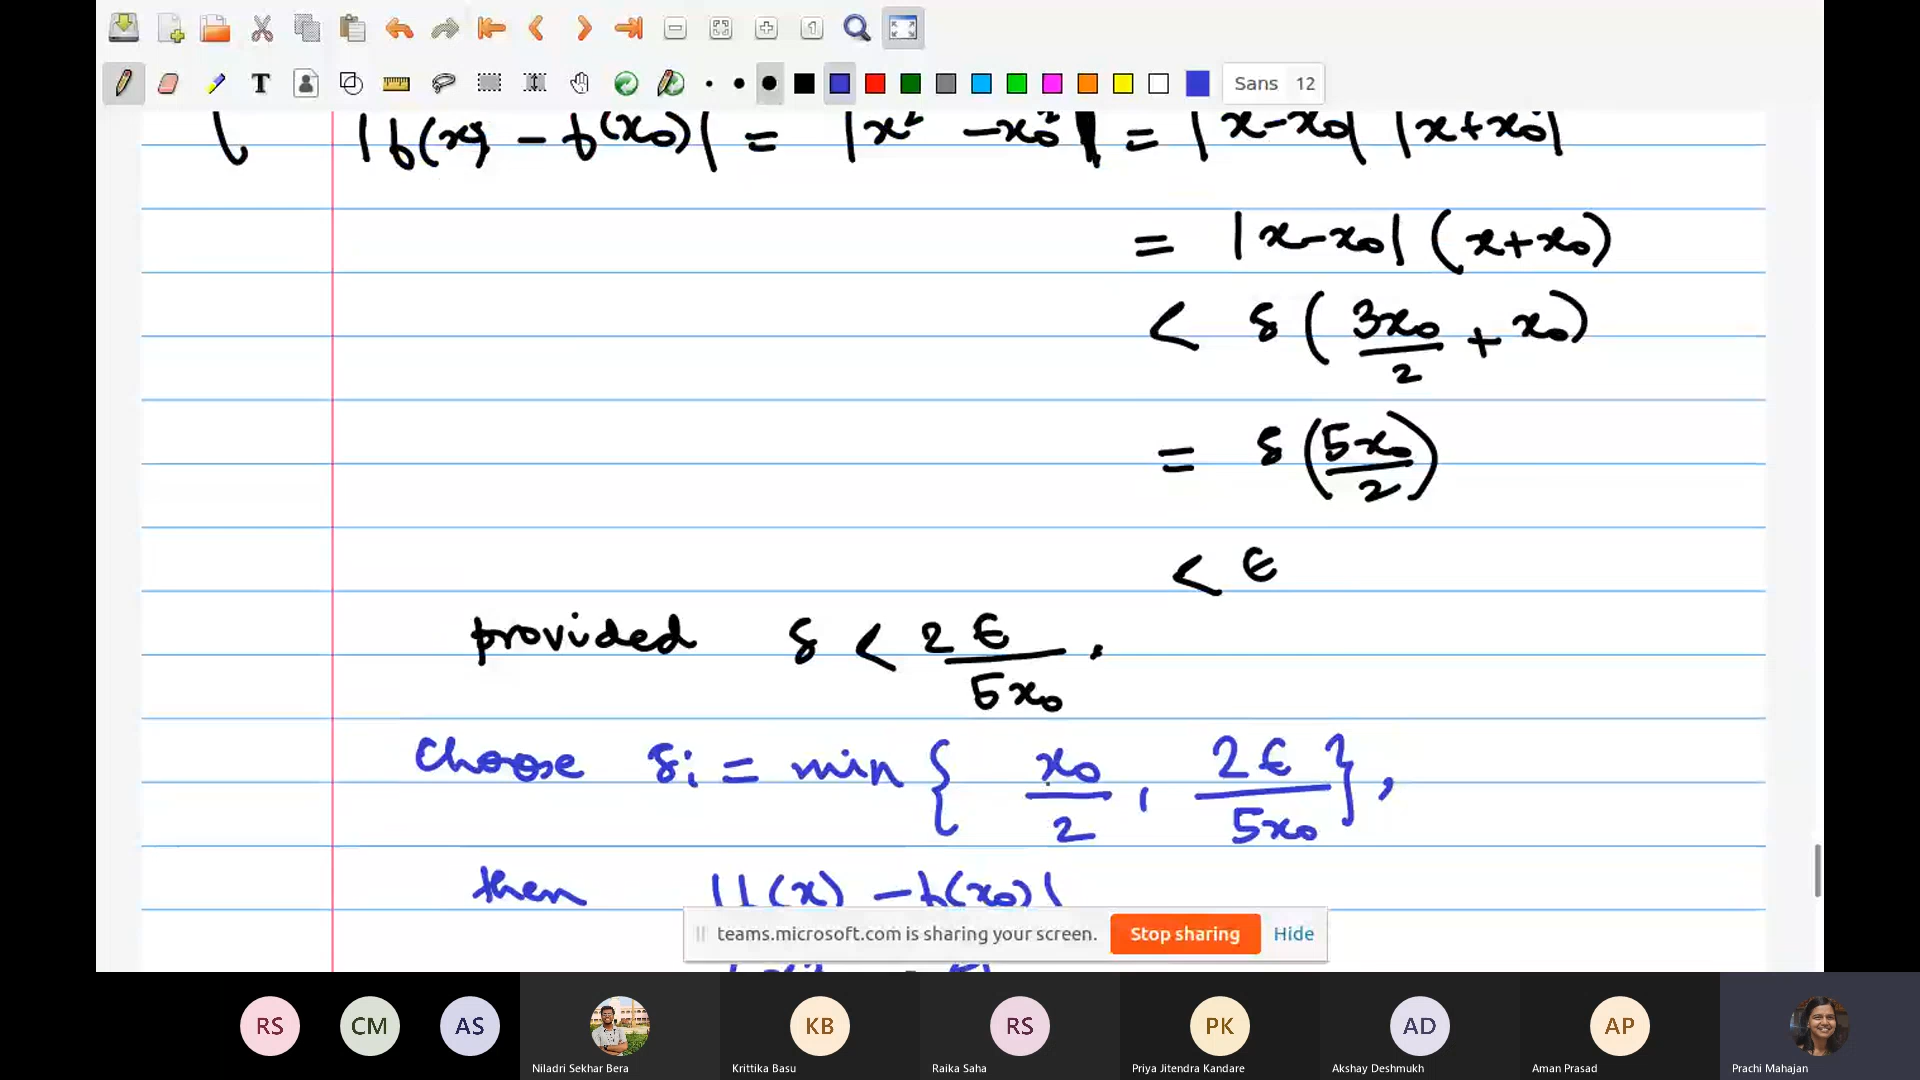 T Sans 12
|f(x) - f(x₀)| = |x² - x₀²| = |x-x₀| |x+x₀|
= |x-x₀| (x+x₀)
< δ ( 3x₀/2 + x₀)
= δ (5x₀/2)
< ϵ
provided δ < 2ϵ/5x₀ .
Choose δ := min { x₀/2 , 2ϵ/5x₀ } ,
then |f(x) - f(x₀)|
teams.microsoft.com is sharing your screen. Stop sharing Hide
RS CM AS KB RS PK AD AP
Niladri Sekhar Bera Krittika Basu Raika Saha Priya Jitendra Kandare Akshay Deshmukh Aman Prasad Prachi Mahajan